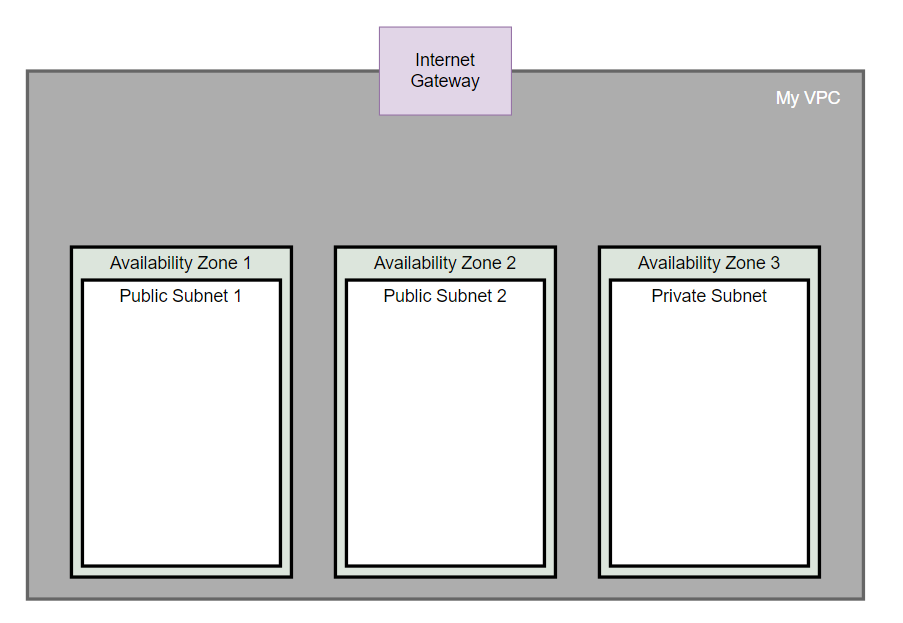 Internet
Gateway
My VPC
Availability Zone 1
Public Subnet 1
Availability Zone 2
Public Subnet 2
Availability Zone 3
Private Subnet